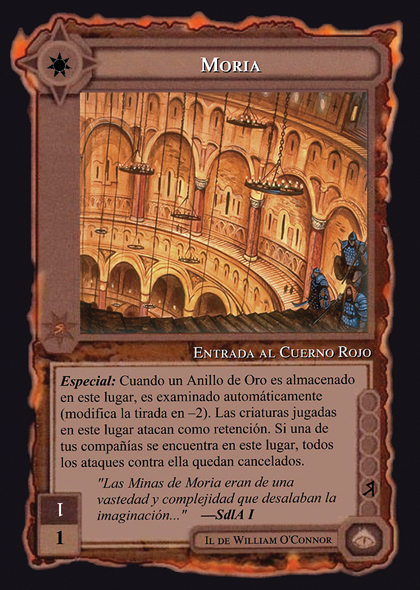 MORIA
ENTRADA AL CUERNO ROJO
Especial: Cuando un Anillo de Oro es almacenado
en este lugar, es examinado automáticamente
(modifica la tirada en –2). Las criaturas jugadas
en este lugar atacan como retención. Si una de
tus compañías se encuentra en este lugar, todos
los ataques contra ella quedan cancelados.
"Las Minas de Moria eran de una
vastedad y complejidad que desalaban la
imaginación..." —SdlA I
1
IL DE WILLIAM O'CONNOR